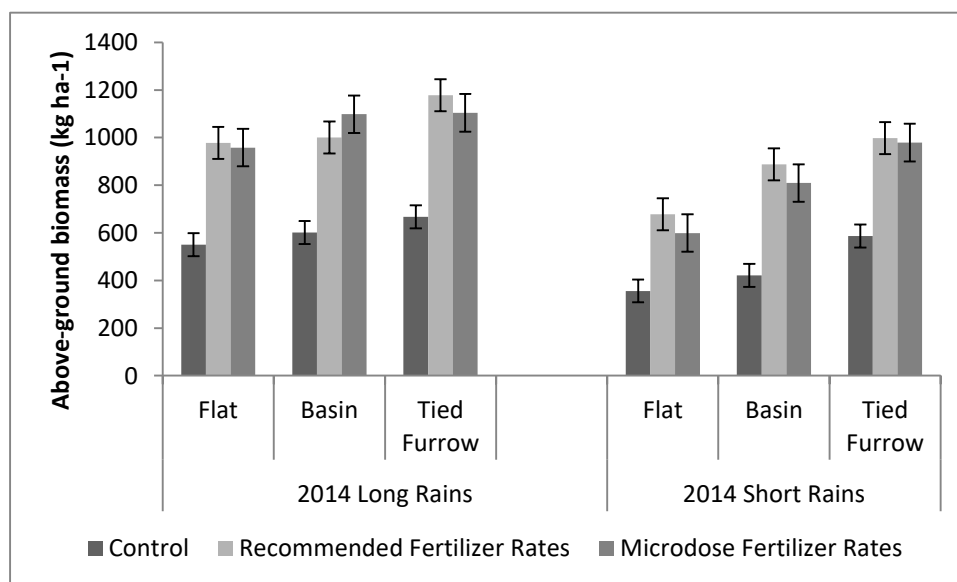 Above-ground biomass (kg ha-1)
1400
1200
1000
800
600
400
200
0
Flat Basin Tied Furrow Flat Basin Tied Furrow
2014 Long Rains 2014 Short Rains
Control Recommended Fertilizer Rates Microdose Fertilizer Rates